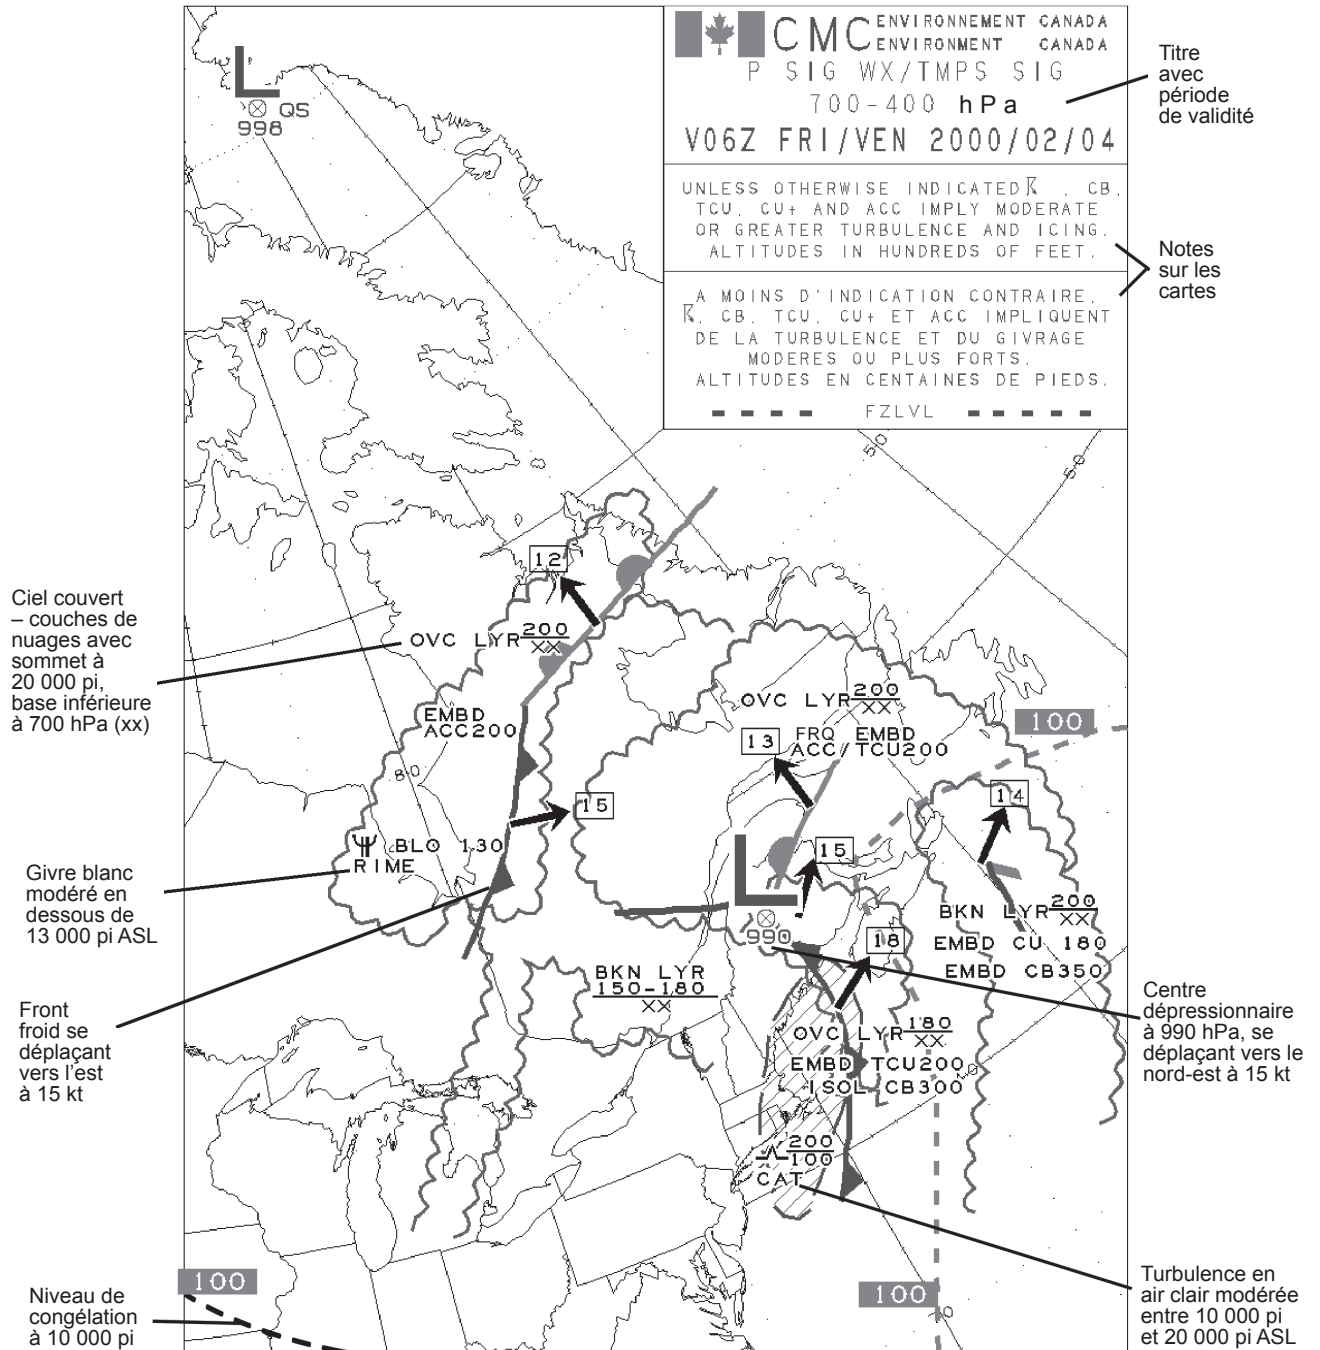 CMC ENVIRONNEMENT CANADA
ENVIRONMENT CANADA
P SIG WX/TMPS SIG
700-400 hPa
V06Z FRI/VEN 2000/02/04
UNLESS OTHERWISE INDICATED , CB,
TCU, CU+ AND ACC IMPLY MODERATE
OR GREATER TURBULENCE AND ICING.
ALTITUDES IN HUNDREDS OF FEET.
A MOINS D'INDICATION CONTRAIRE,
, CB, TCU, CU+ ET ACC IMPLIQUENT
DE LA TURBULENCE ET DU GIVRAGE
MODERES OU PLUS FORTS.
ALTITUDES EN CENTAINES DE PIEDS.
FZLVL
Titre
avec
période
de validité
Notes
sur les
cartes
L
QS
998
50
50
12
OVC LYR 200
XX
EMBD
ACC200
80
15
BLO 130
RIME
OVC LYR 200
XX
FRQ EMBD
ACC/TCU200
13
100
14
15
L
990
18
BKN LYR 200
XX
EMBD CU 180
EMBD CB350
BKN LYR
150-180
XX
OVC LYR 180
XX
EMBD TCU200
ISOL CB300
200
100
CAT
100
100
Ciel couvert
– couches de
nuages avec
sommet à
20 000 pi,
base inférieure
à 700 hPa (xx)
Givre blanc
modéré en
dessous de
13 000 pi ASL
Front
froid se
déplaçant
vers l'est
à 15 kt
Niveau de
congélation
à 10 000 pi
Centre
dépressionnaire
à 990 hPa, se
déplaçant vers le
nord-est à 15 kt
Turbulence en
air clair modérée
entre 10 000 pi
et 20 000 pi ASL